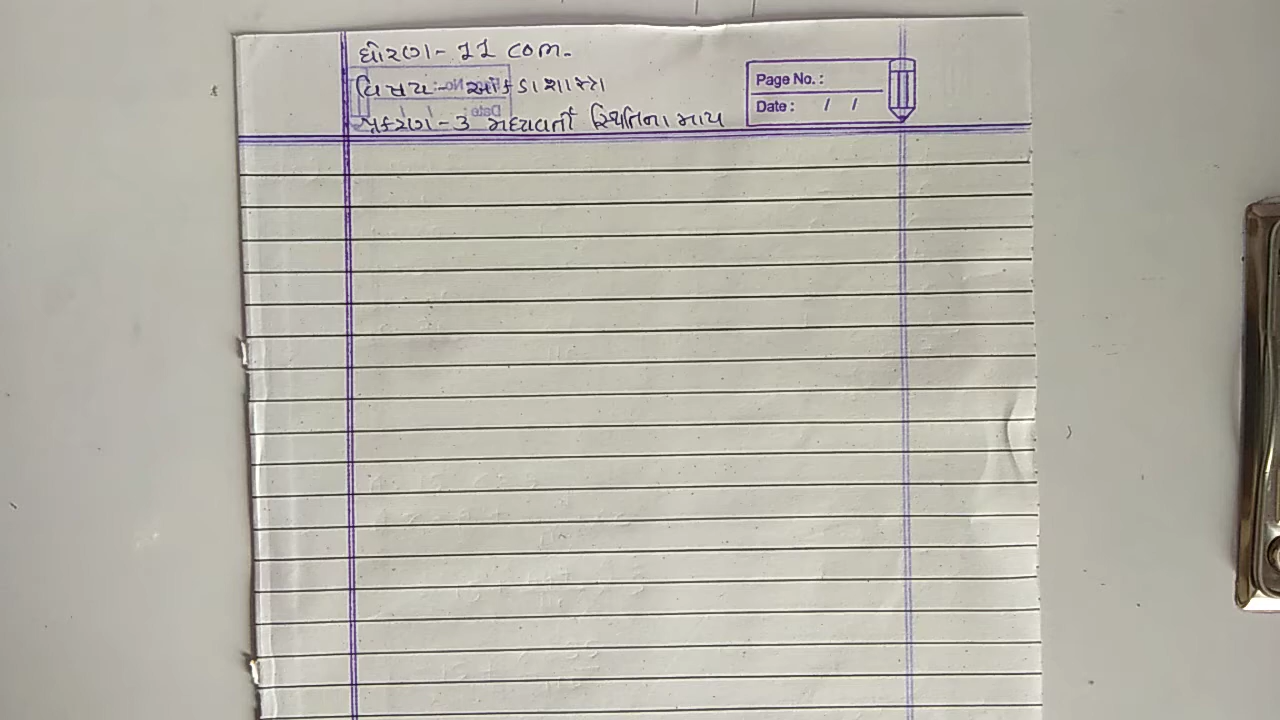 ધોરણ - 11 com.
વિષય :- આંકડાશાસ્ત્ર
પ્રકરણ - 3 મધ્યવર્તી સ્થિતિના માપ
Page No. :
Date : / /